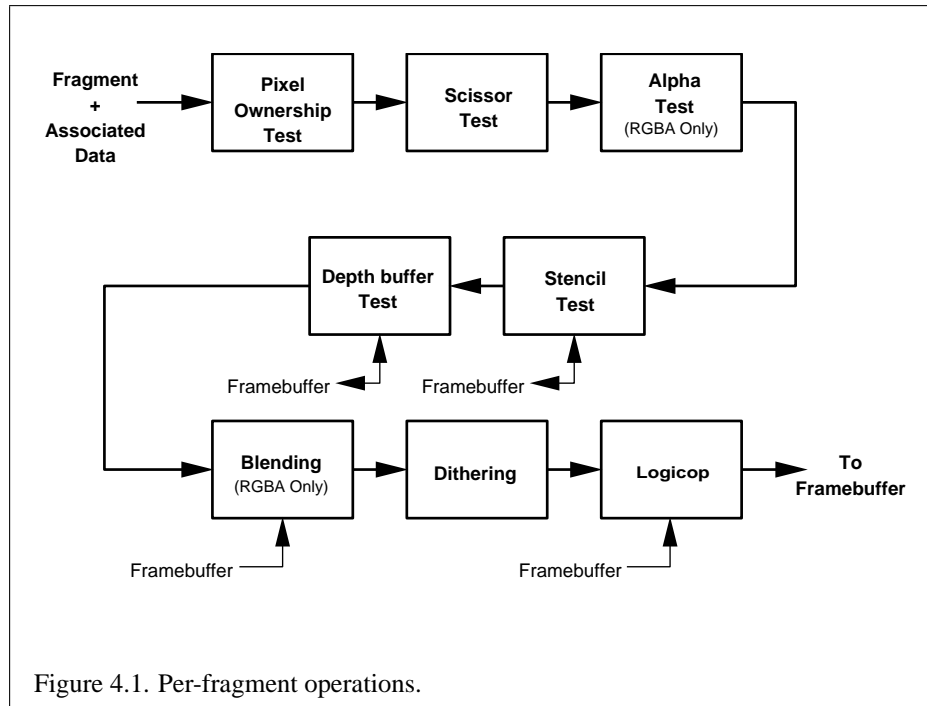 Fragment
+
Associated
Data
Pixel
Ownership
Test
Scissor
Test
Alpha
Test
(RGBA Only)
Depth buffer
Test
Stencil
Test
Framebuffer
Framebuffer
Blending
(RGBA Only)
Dithering
Logicop
To
Framebuffer
Framebuffer
Framebuffer
Figure 4.1. Per-fragment operations.